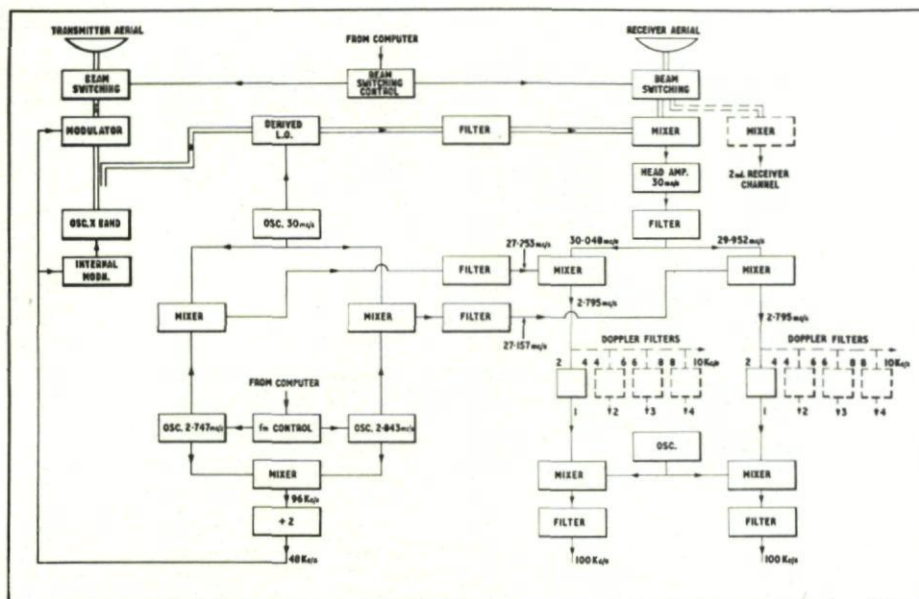 TRANSMITTER AERIAL
FROM COMPUTER
RECEIVER AERIAL
BEAM
SWITCHING
BEAM
SWITCHING
CONTROL
BEAM
SWITCHING
MODULATOR
DERIVED
L.O.
FILTER
MIXER
MIXER
HEAD AMP.
30mc/s
2nd. RECEIVER
CHANNEL
OSC. X BAND
OSC. 30mc/s
FILTER
INTERNAL
MODN.
27·253mc/s
30·048mc/s
29·952mc/s
FILTER
MIXER
MIXER
MIXER
MIXER
FILTER
2·795mc/s
2·795mc/s
27·157mc/s
DOPPLER FILTERS
DOPPLER FILTERS
2 4 4 6 6 8 8 10Kc/s
2 4 4 6 6 8 8 10Kc/s
FROM COMPUTER
1 2 3 4
1 2 3 4
OSC. 2·747mc/s
fm CONTROL
OSC. 2·843mc/s
MIXER
MIXER
OSC.
MIXER
96Kc/s
÷2
FILTER
FILTER
48Kc/s
100Kc/s
100Kc/s